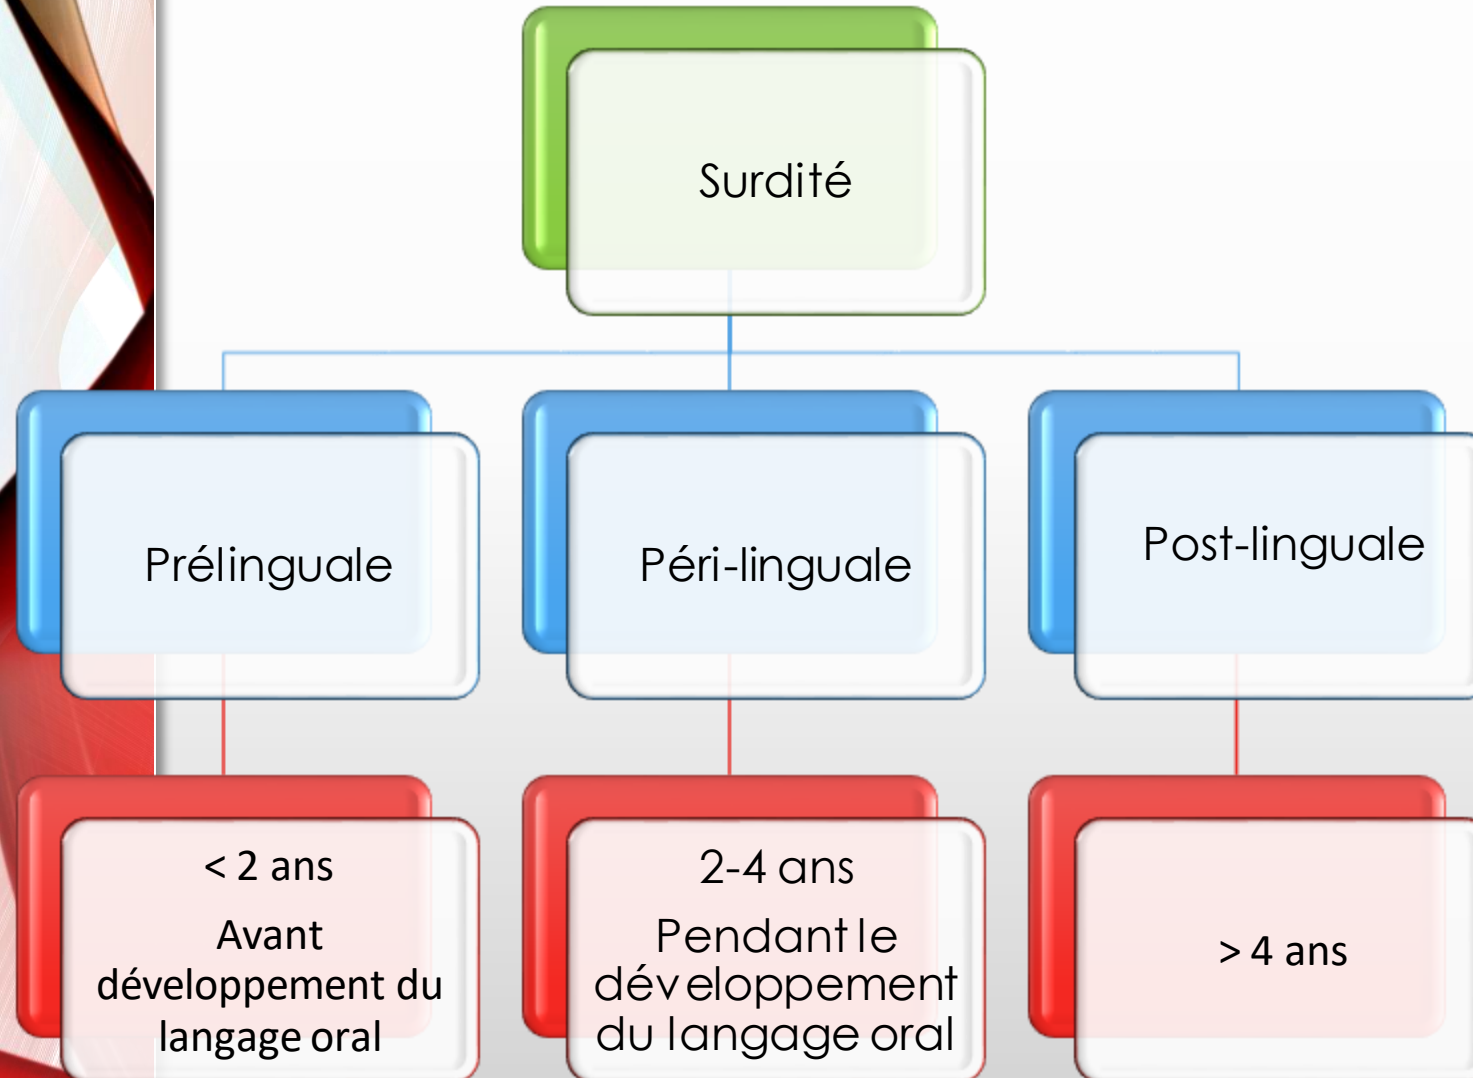 Surdité
Prélinguale
Péri-linguale
Post-linguale
< 2 ans
Avant
développement du
langage oral
2-4 ans
Pendant le
développement
du langage oral
> 4 ans